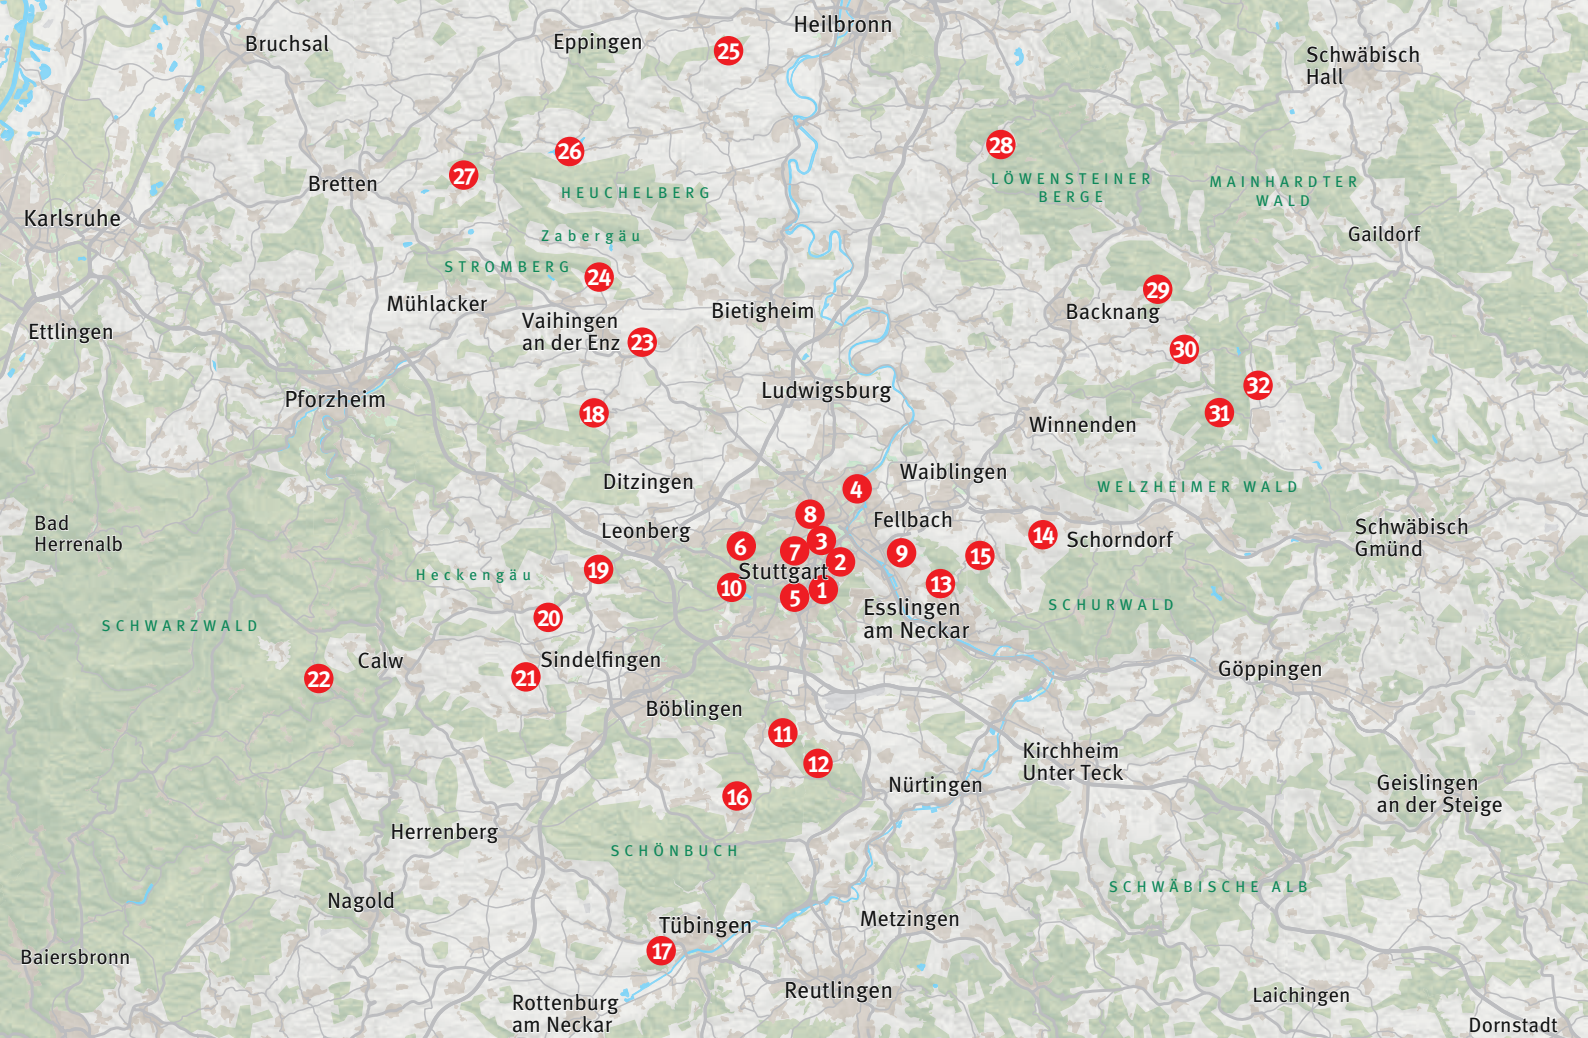 Heilbronn
Bruchsal
Eppingen
25
Schwäbisch
Hall
26
28
27
Bretten
HEUCHELBERG
LÖWENSTEINER
BERGE
MAINHARDTER
WALD
Karlsruhe
Zabergäu
Gaildorf
STROMBERG
24
29
Mühlacker
Bietigheim
Backnang
Vaihingen
an der Enz
23
Ettlingen
30
Ludwigsburg
32
Pforzheim
18
31
Winnenden
Waiblingen
Ditzingen
4
WELZHEIMER WALD
8
Fellbach
Bad
Herrenalb
Leonberg
14
Schorndorf
Schwäbisch
Gmünd
6
7
3
9
15
2
Stuttgart
19
Heckengäu
10
5
1
13
Esslingen
am Neckar
SCHURWALD
20
SCHWARZWALD
Calw
Sindelfingen
Göppingen
22
21
Böblingen
11
Kirchheim
Unter Teck
12
Nürtingen
Geislingen
an der Steige
16
Herrenberg
SCHÖNBUCH
SCHWÄBISCHE ALB
Nagold
Tübingen
Metzingen
17
Baiersbronn
Reutlingen
Laichingen
Rottenburg
am Neckar
Dornstadt